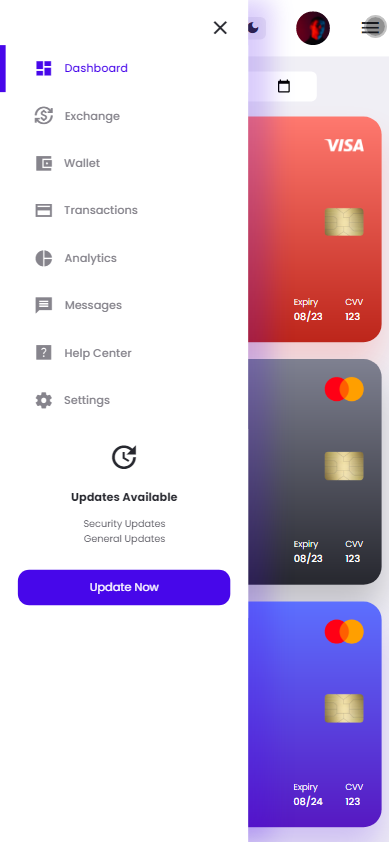 Dashboard
Exchange
Wallet
Transactions
Analytics
Messages
Help Center
Settings
Updates Available
Security Updates
General Updates
Update Now
VISA
Expiry CVV
08/23 123
Expiry CVV
08/23 123
Expiry CVV
08/24 123